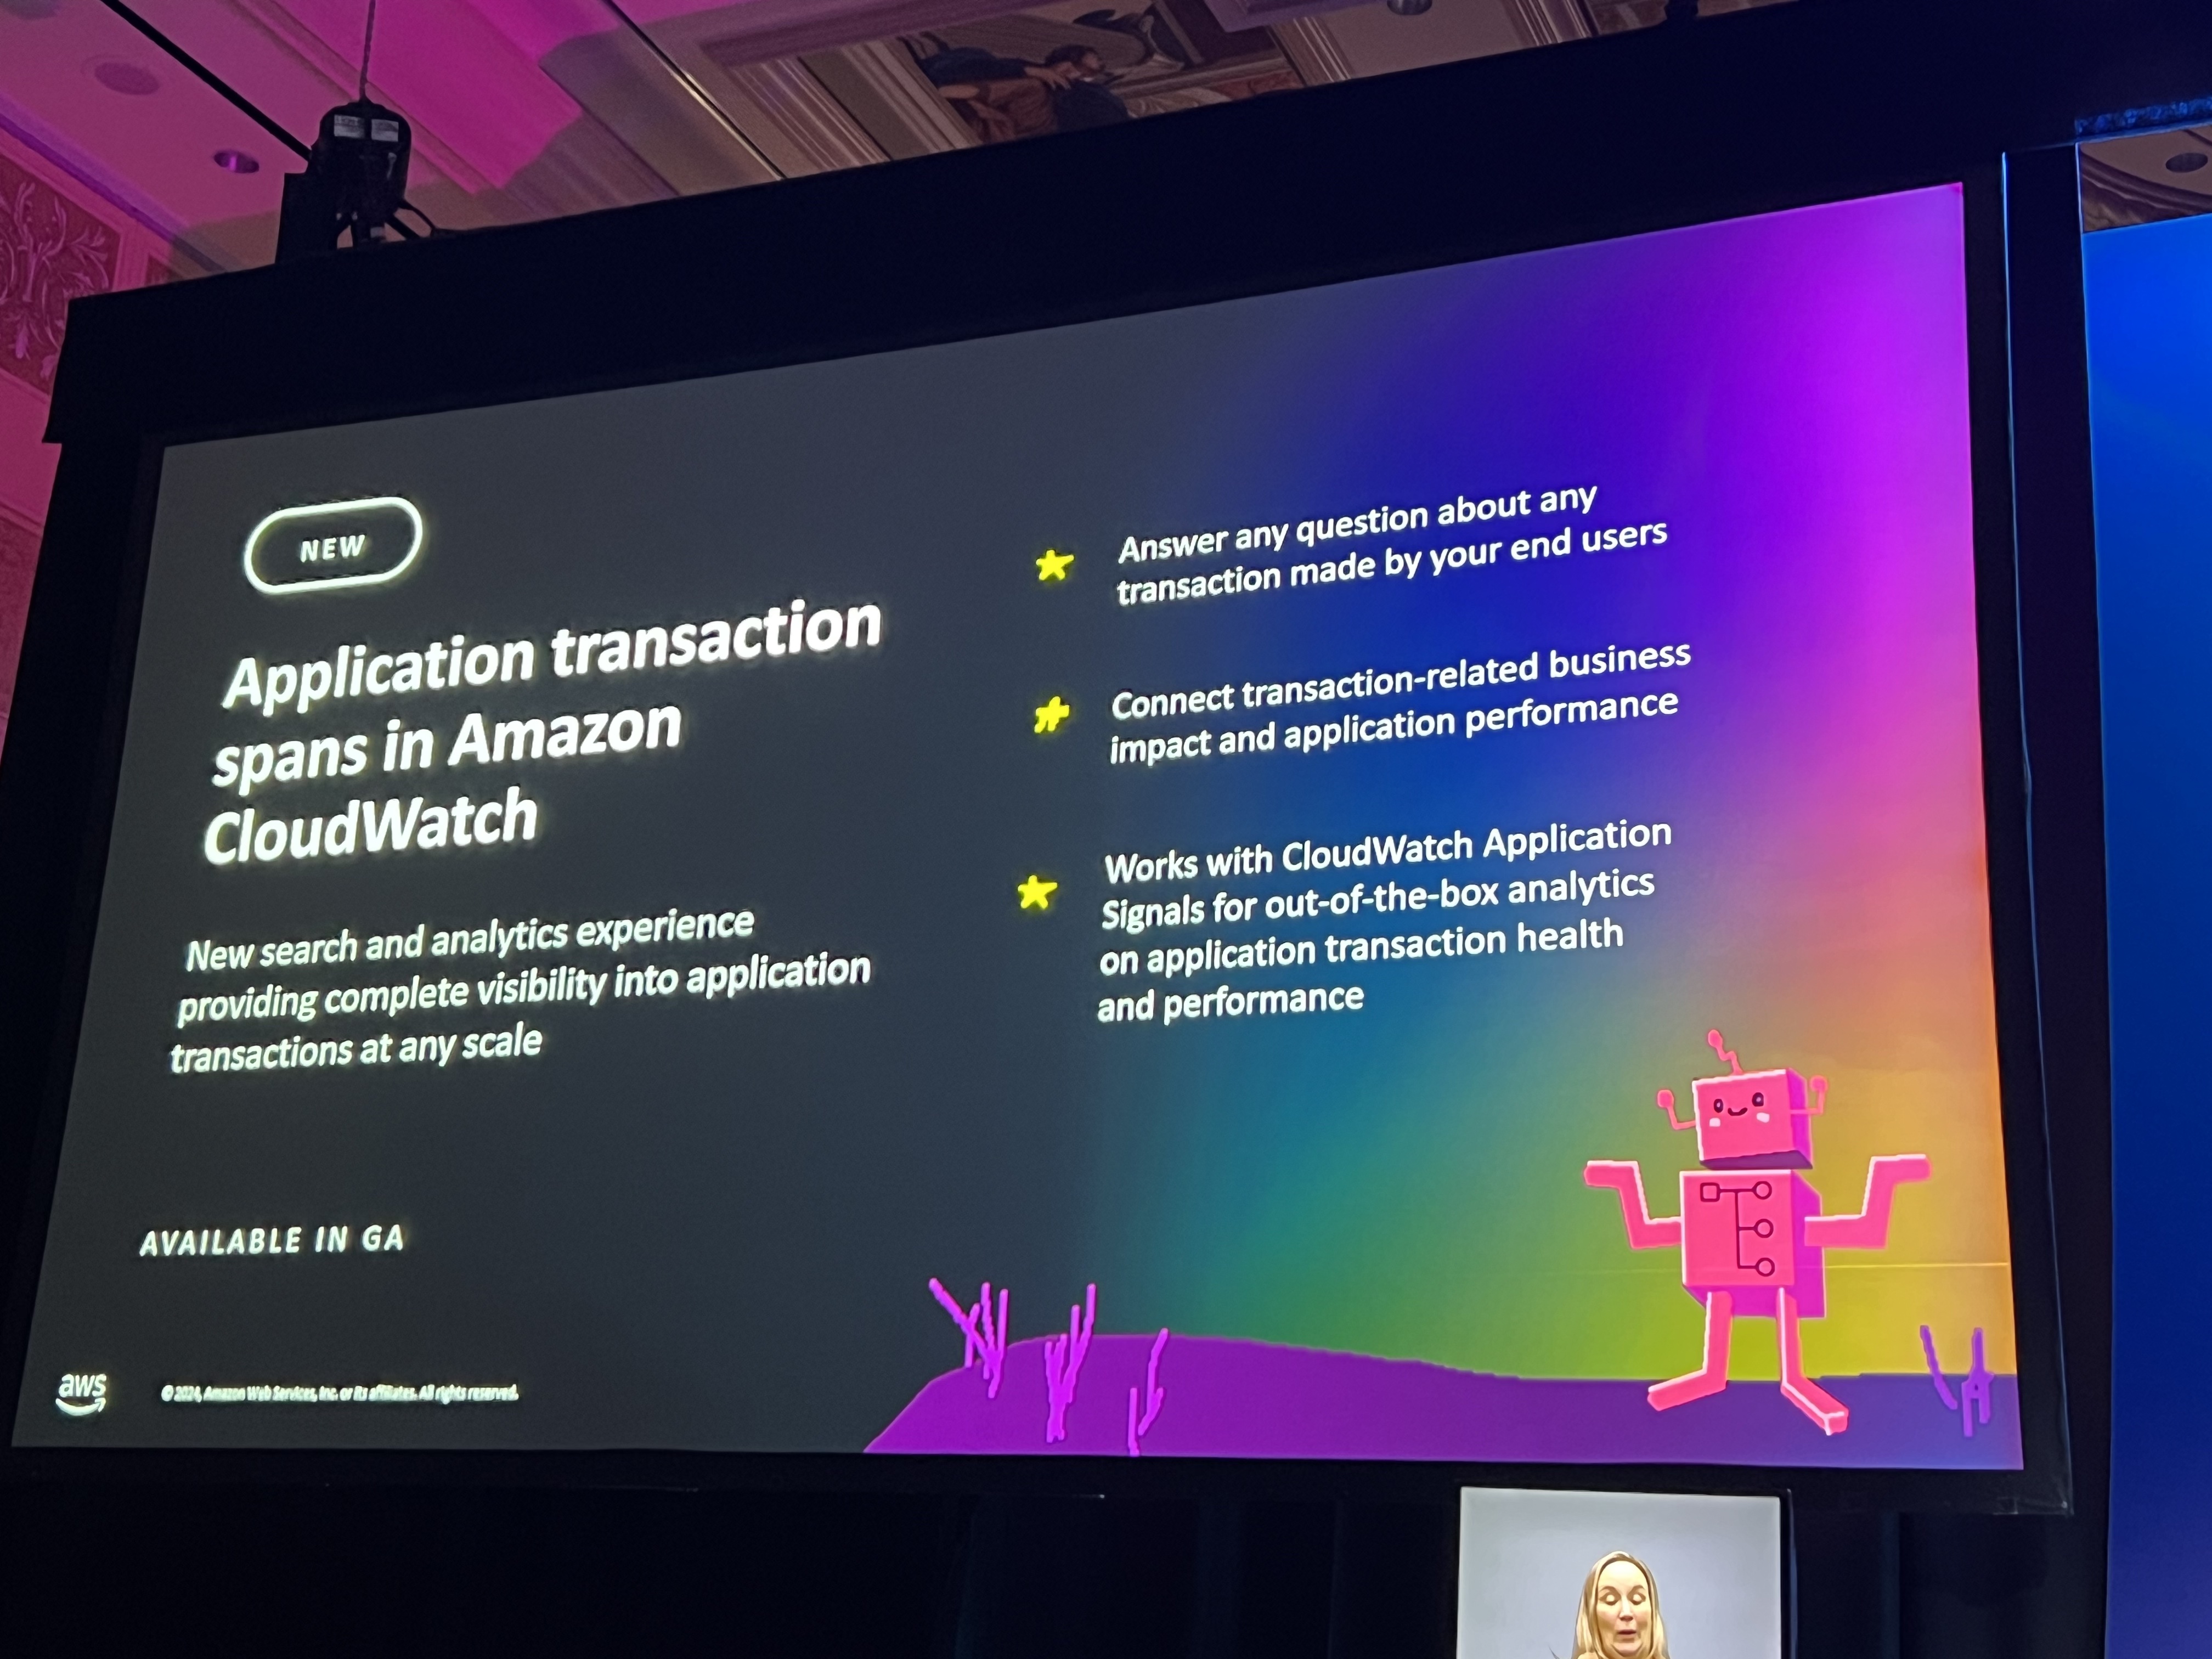 NEW
Application transaction
spans in Amazon
CloudWatch
New search and analytics experience
providing complete visibility into application
transactions at any scale
AVAILABLE IN GA
Answer any question about any
transaction made by your end users
Connect transaction-related business
impact and application performance
Works with CloudWatch Application
Signals for out-of-the-box analytics
on application transaction health
and performance
aws
© 2024, Amazon Web Services, Inc. or its affiliates. All rights reserved.